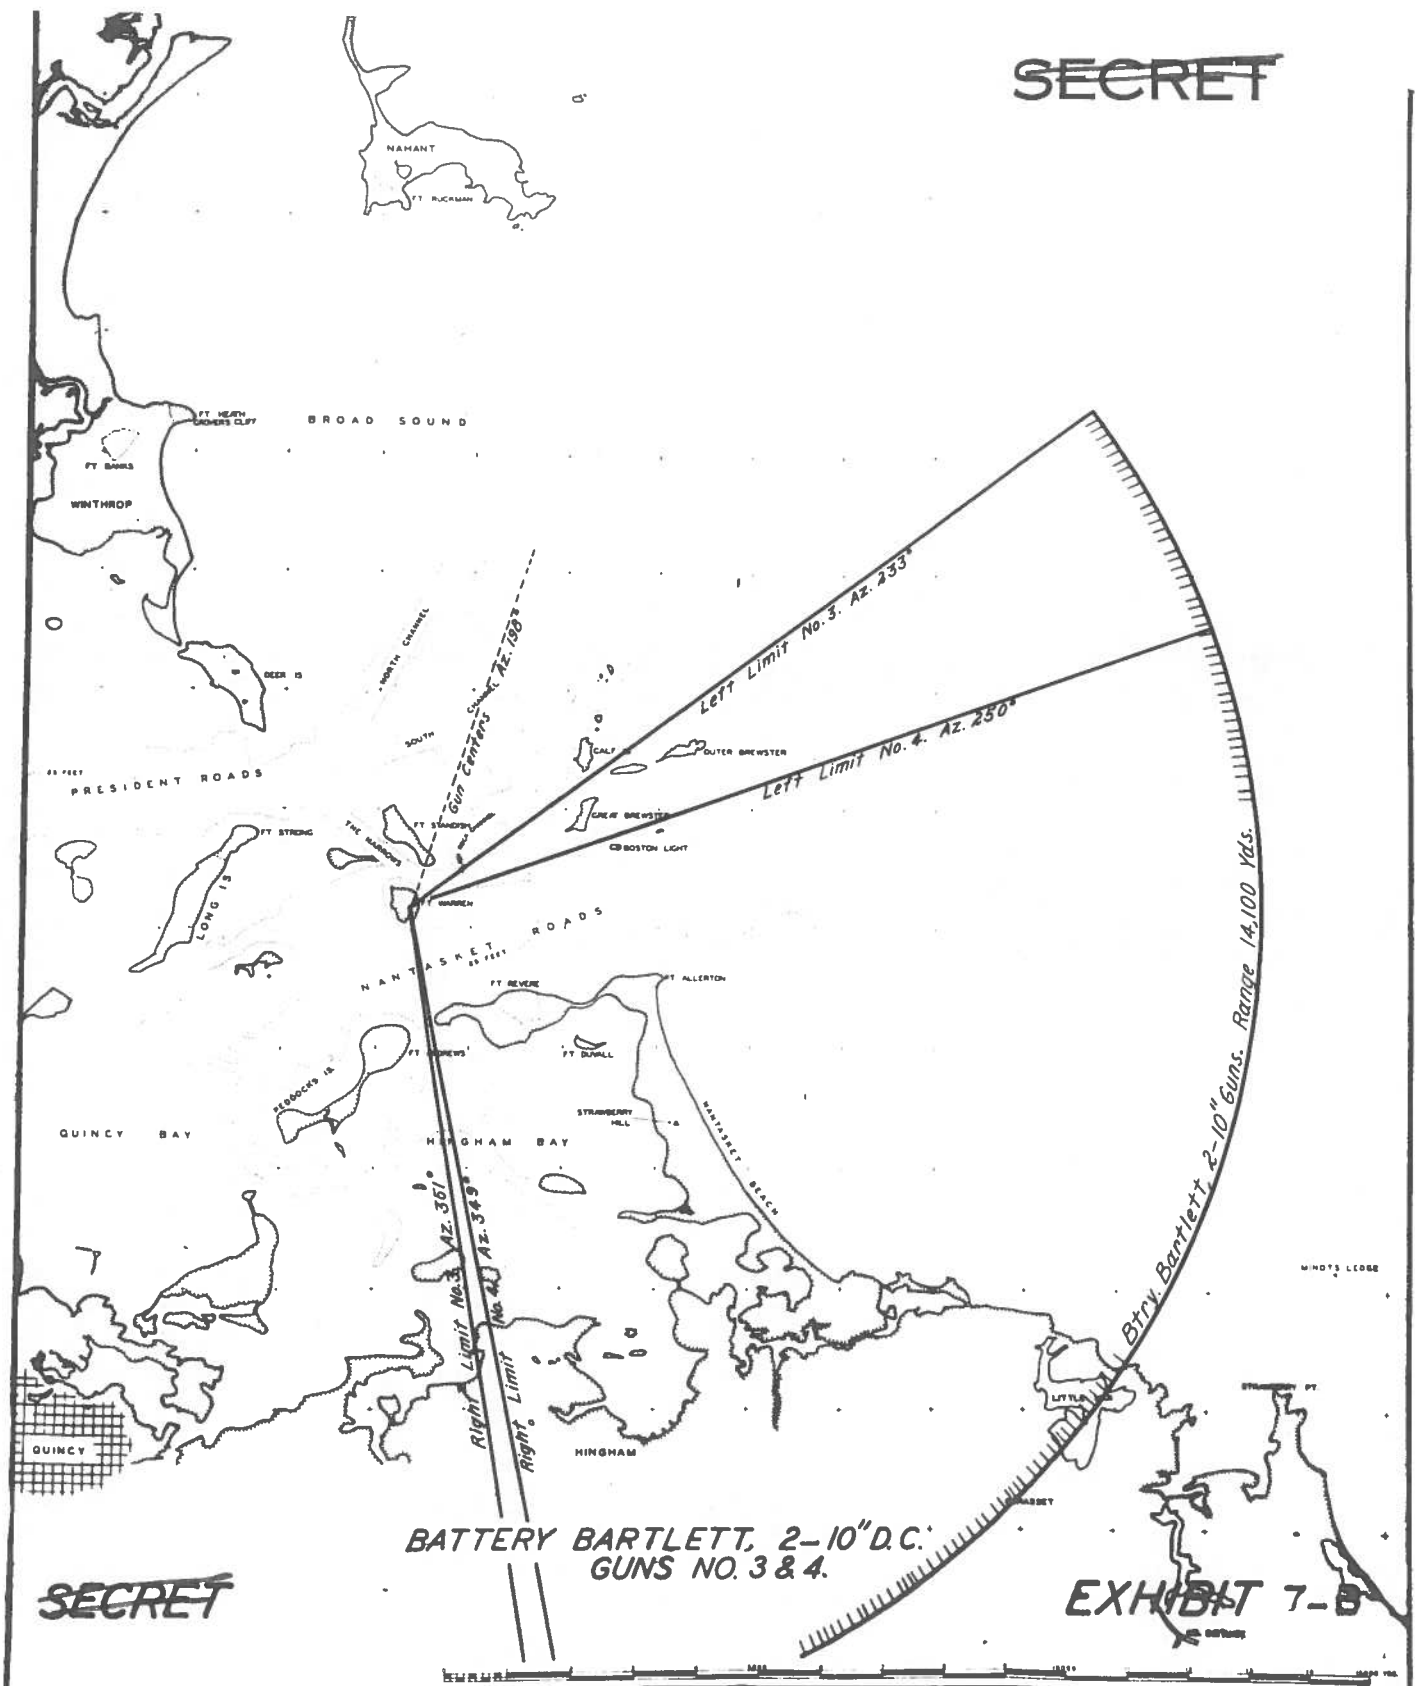 SECRET
NAHANT
FT RUCKMAN
FT HEATH
GROVERS CLIFF
BROAD SOUND
FT BANKS
WINTHROP
NORTH CHANNEL
DEER IS
SOUTH CHANNEL
Gun Centers Az. 198°
Left Limit No. 3. Az. 233°
Left Limit No. 4. Az. 250°
CALF
OUTER BREWSTER
PRESIDENT ROADS
GREAT BREWSTER
FT STRONG
THE NARROWS
FT STANDISH
BOSTON LIGHT
LONG IS
FT WARREN
NANTASKET ROADS
FT REVERE
FT ALLERTON
FT DUVALL
PEDDOCKS IS
STRAWBERRY
HILL
NANTASKET BEACH
QUINCY BAY
HINGHAM BAY
Right Limit No. 3. Az. 351°
Right Limit No. 4. Az. 349°
Btry. Bartlett, 2-10" Guns. Range 14,100 Yds.
MINOTS LEDGE
LITTLE
QUINCY
HINGHAM
BATTERY BARTLETT, 2-10" D.C.
GUNS NO. 3 & 4.
SECRET
EXHIBIT 7-B